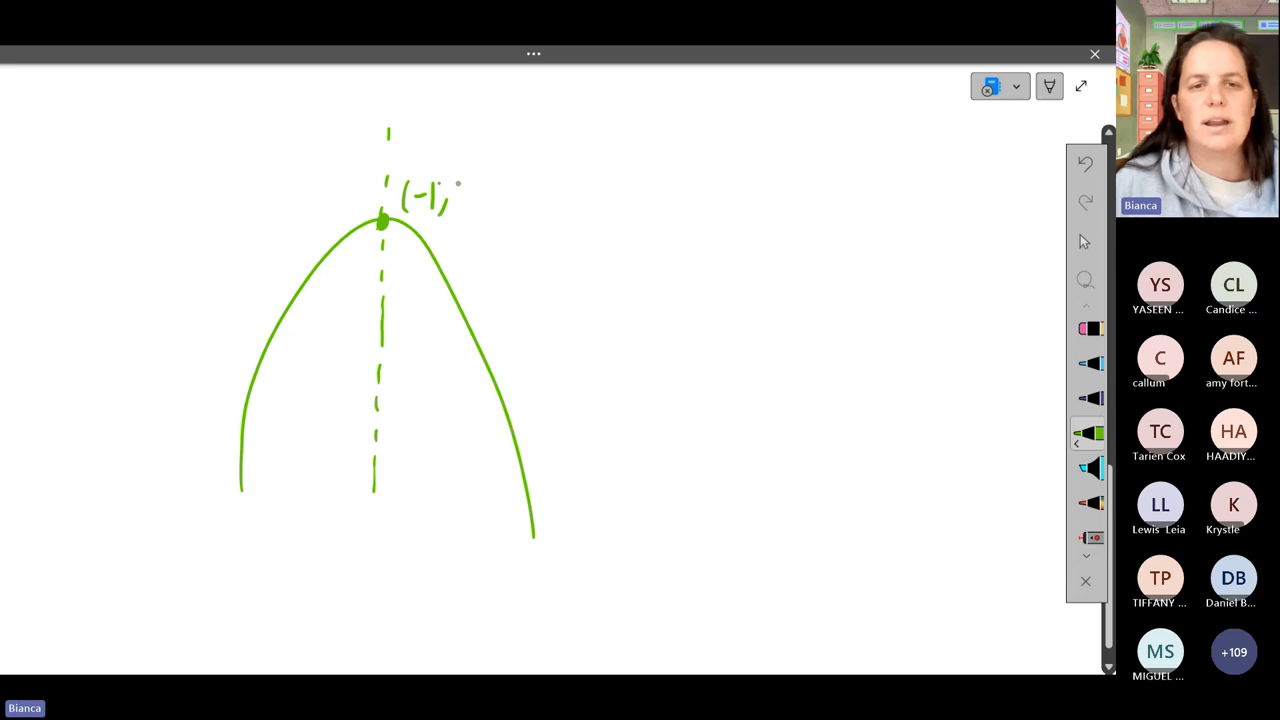 (-1;
Bianca
YS
CL
YASEEN ...
Candice ...
C
AF
callum
amy fort...
TC
HA
Tarien Cox
HAADIY...
LL
K
Lewis Leia
Krystle
TP
DB
TIFFANY ...
Daniel B...
MS
+109
MIGUEL ...
Bianca